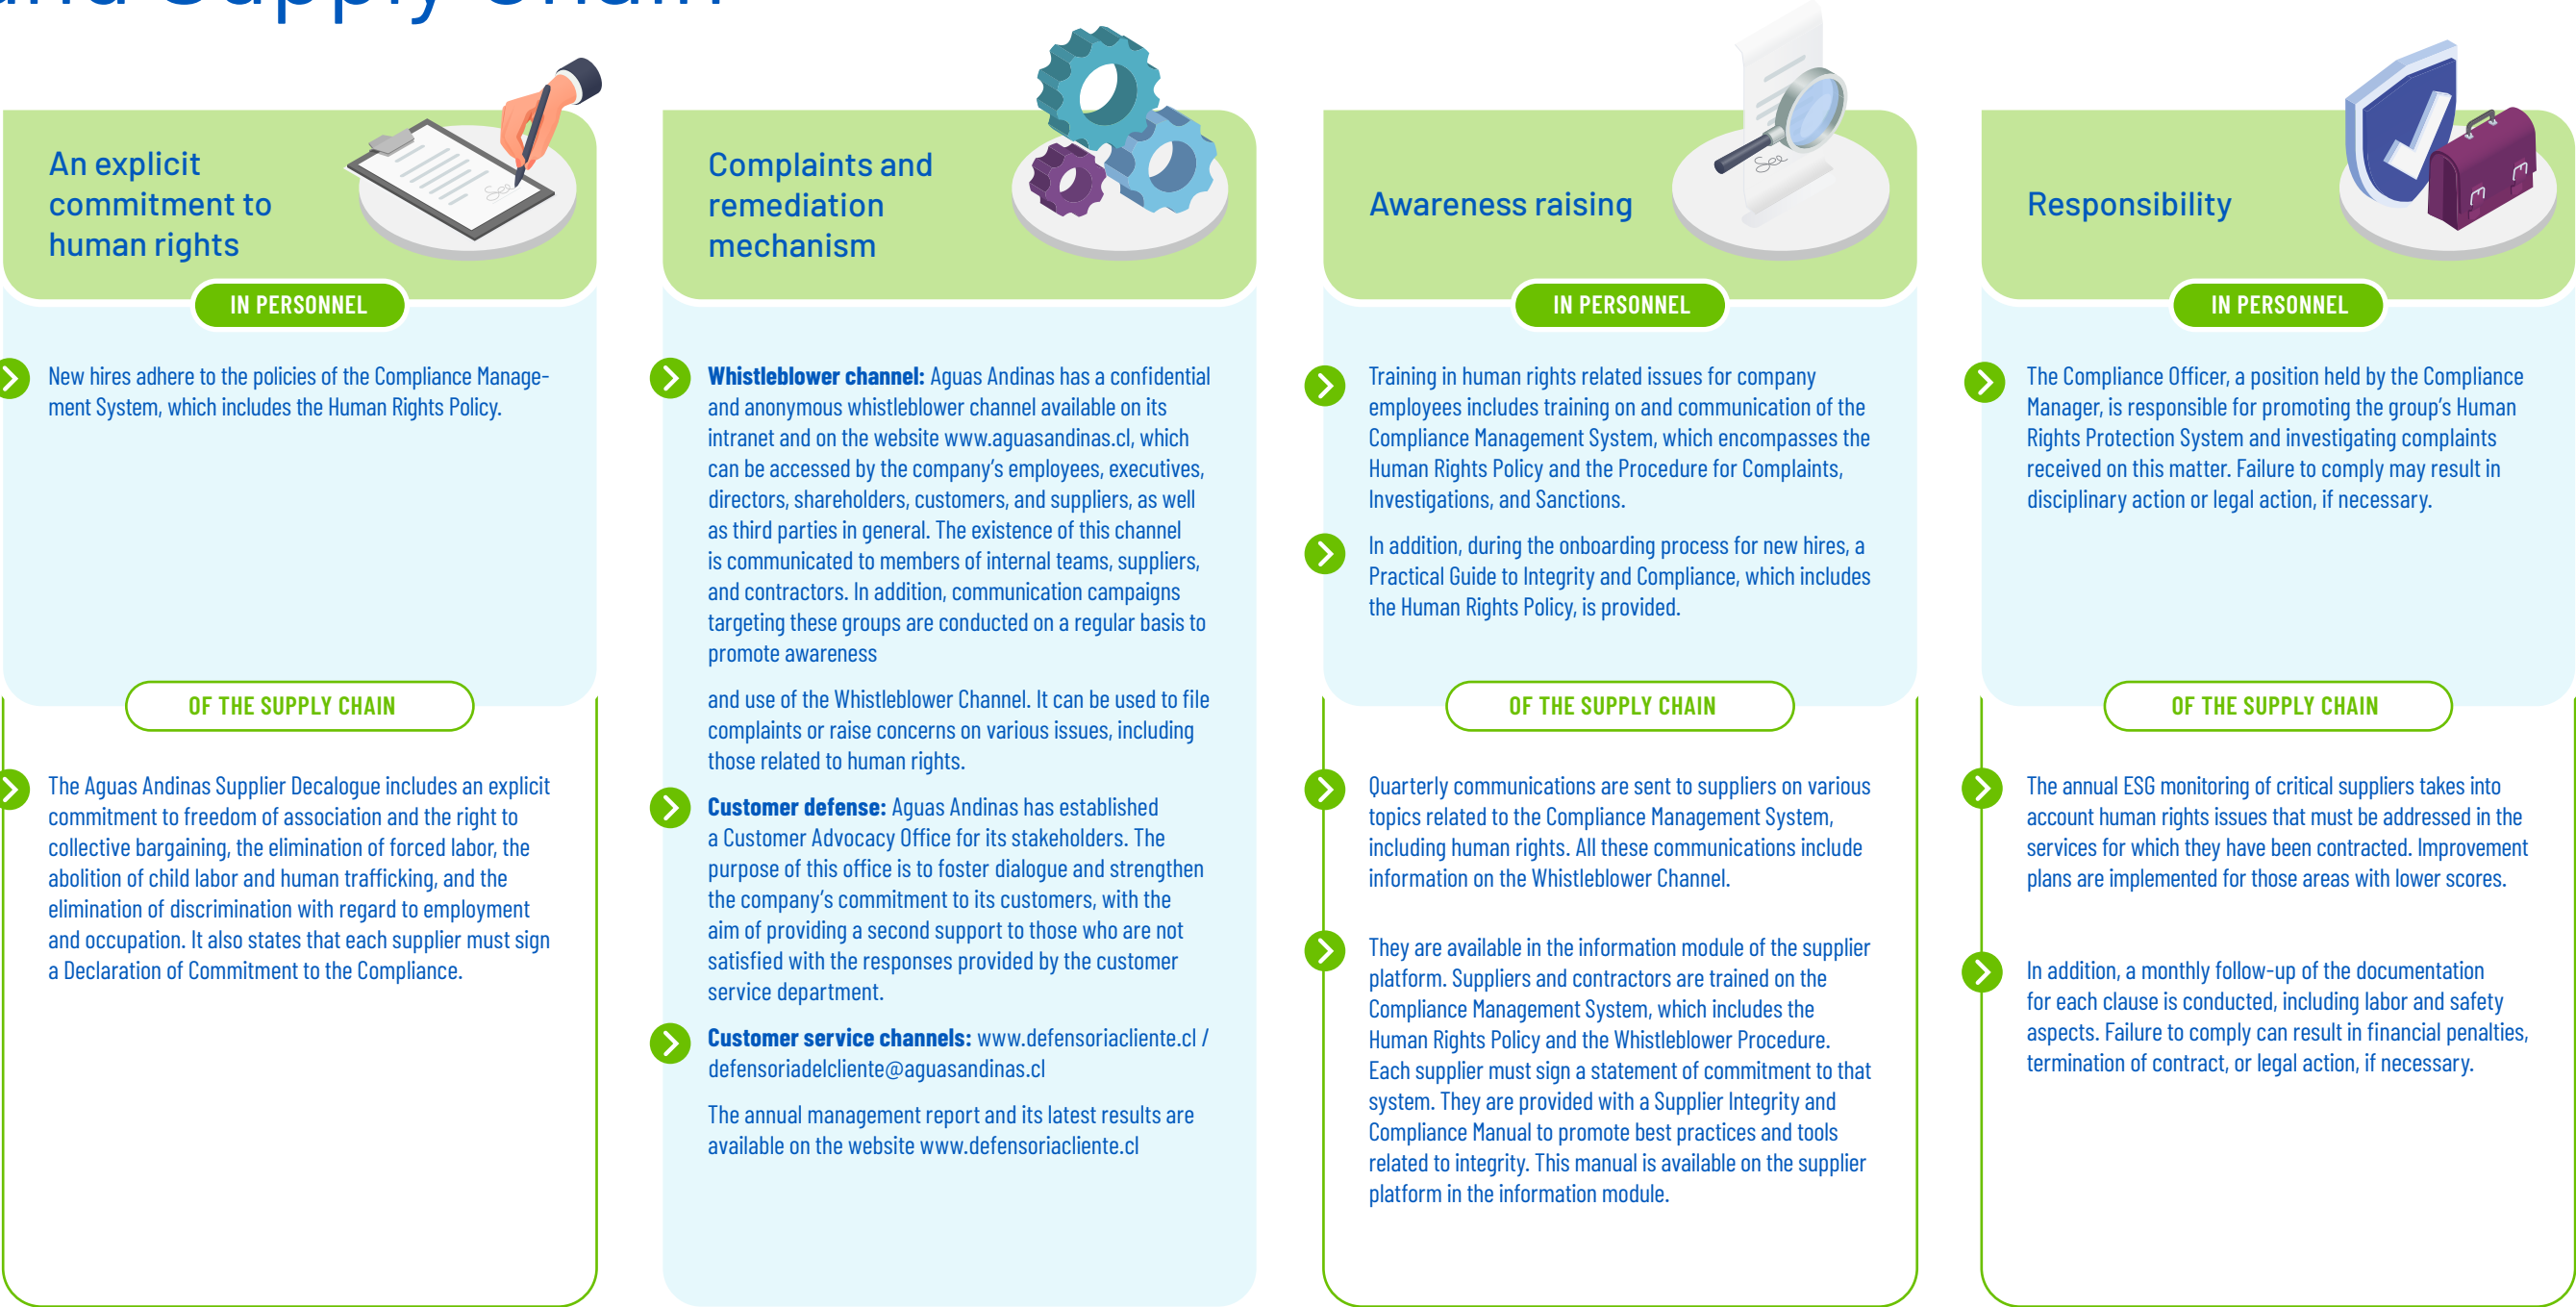 and Supply Chain
An explicit
commitment to
human rights
IN PERSONNEL
New hires adhere to the policies of the Compliance Manage-
ment System, which includes the Human Rights Policy.
OF THE SUPPLY CHAIN
The Aguas Andinas Supplier Decalogue includes an explicit
commitment to freedom of association and the right to
collective bargaining, the elimination of forced labor, the
abolition of child labor and human trafficking, and the
elimination of discrimination with regard to employment
and occupation. It also states that each supplier must sign
a Declaration of Commitment to the Compliance.
Complaints and
remediation
mechanism
Whistleblower channel: Aguas Andinas has a confidential
and anonymous whistleblower channel available on its
intranet and on the website www.aguasandinas.cl, which
can be accessed by the company's employees, executives,
directors, shareholders, customers, and suppliers, as well
as third parties in general. The existence of this channel
is communicated to members of internal teams, suppliers,
and contractors. In addition, communication campaigns
targeting these groups are conducted on a regular basis to
promote awareness
and use of the Whistleblower Channel. It can be used to file
complaints or raise concerns on various issues, including
those related to human rights.
Customer defense: Aguas Andinas has established
a Customer Advocacy Office for its stakeholders. The
purpose of this office is to foster dialogue and strengthen
the company's commitment to its customers, with the
aim of providing a second support to those who are not
satisfied with the responses provided by the customer
service department.
Customer service channels: www.defensoriacliente.cl /
defensoriadelcliente@aguasandinas.cl
The annual management report and its latest results are
available on the website www.defensoriacliente.cl
Awareness raising
IN PERSONNEL
Training in human rights related issues for company
employees includes training on and communication of the
Compliance Management System, which encompasses the
Human Rights Policy and the Procedure for Complaints,
Investigations, and Sanctions.
In addition, during the onboarding process for new hires, a
Practical Guide to Integrity and Compliance, which includes
the Human Rights Policy, is provided.
OF THE SUPPLY CHAIN
Quarterly communications are sent to suppliers on various
topics related to the Compliance Management System,
including human rights. All these communications include
information on the Whistleblower Channel.
They are available in the information module of the supplier
platform. Suppliers and contractors are trained on the
Compliance Management System, which includes the
Human Rights Policy and the Whistleblower Procedure.
Each supplier must sign a statement of commitment to that
system. They are provided with a Supplier Integrity and
Compliance Manual to promote best practices and tools
related to integrity. This manual is available on the supplier
platform in the information module.
Responsibility
IN PERSONNEL
The Compliance Officer, a position held by the Compliance
Manager, is responsible for promoting the group's Human
Rights Protection System and investigating complaints
received on this matter. Failure to comply may result in
disciplinary action or legal action, if necessary.
OF THE SUPPLY CHAIN
The annual ESG monitoring of critical suppliers takes into
account human rights issues that must be addressed in the
services for which they have been contracted. Improvement
plans are implemented for those areas with lower scores.
In addition, a monthly follow-up of the documentation
for each clause is conducted, including labor and safety
aspects. Failure to comply can result in financial penalties,
termination of contract, or legal action, if necessary.